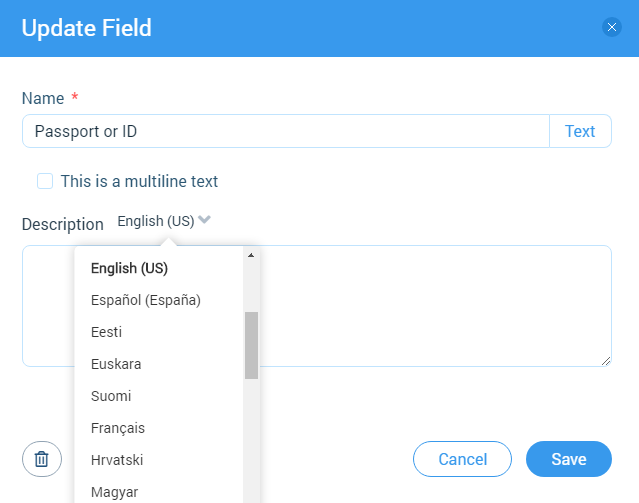 Update Field
Name *
Passport or ID
Text
This is a multiline text
Description English (US)
English (US)
Español (España)
Eesti
Euskara
Suomi
Français
Hrvatski
Magyar
Cancel
Save